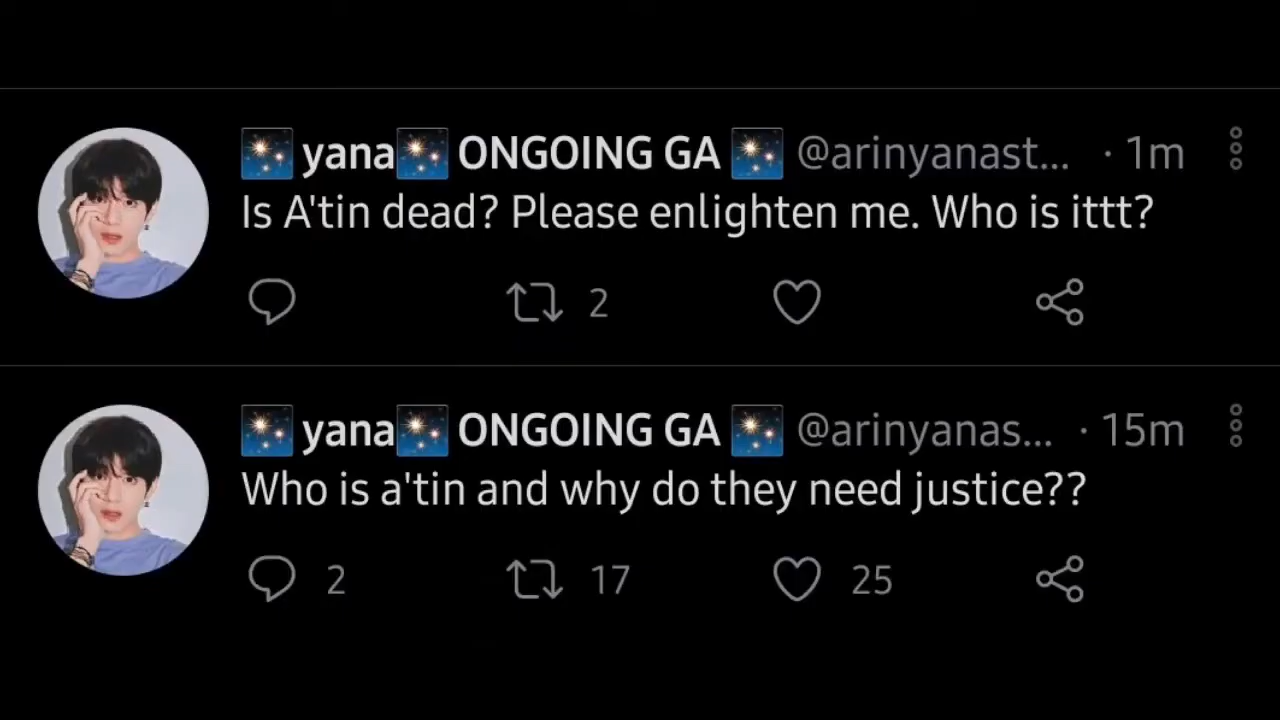 🎇 yana🎇 ONGOING GA 🎇 @arinyanast... · 1m
Is A'tin dead? Please enlighten me. Who is ittt?
2
🎇 yana🎇 ONGOING GA 🎇 @arinyanas... · 15m
Who is a'tin and why do they need justice??
2 17 25